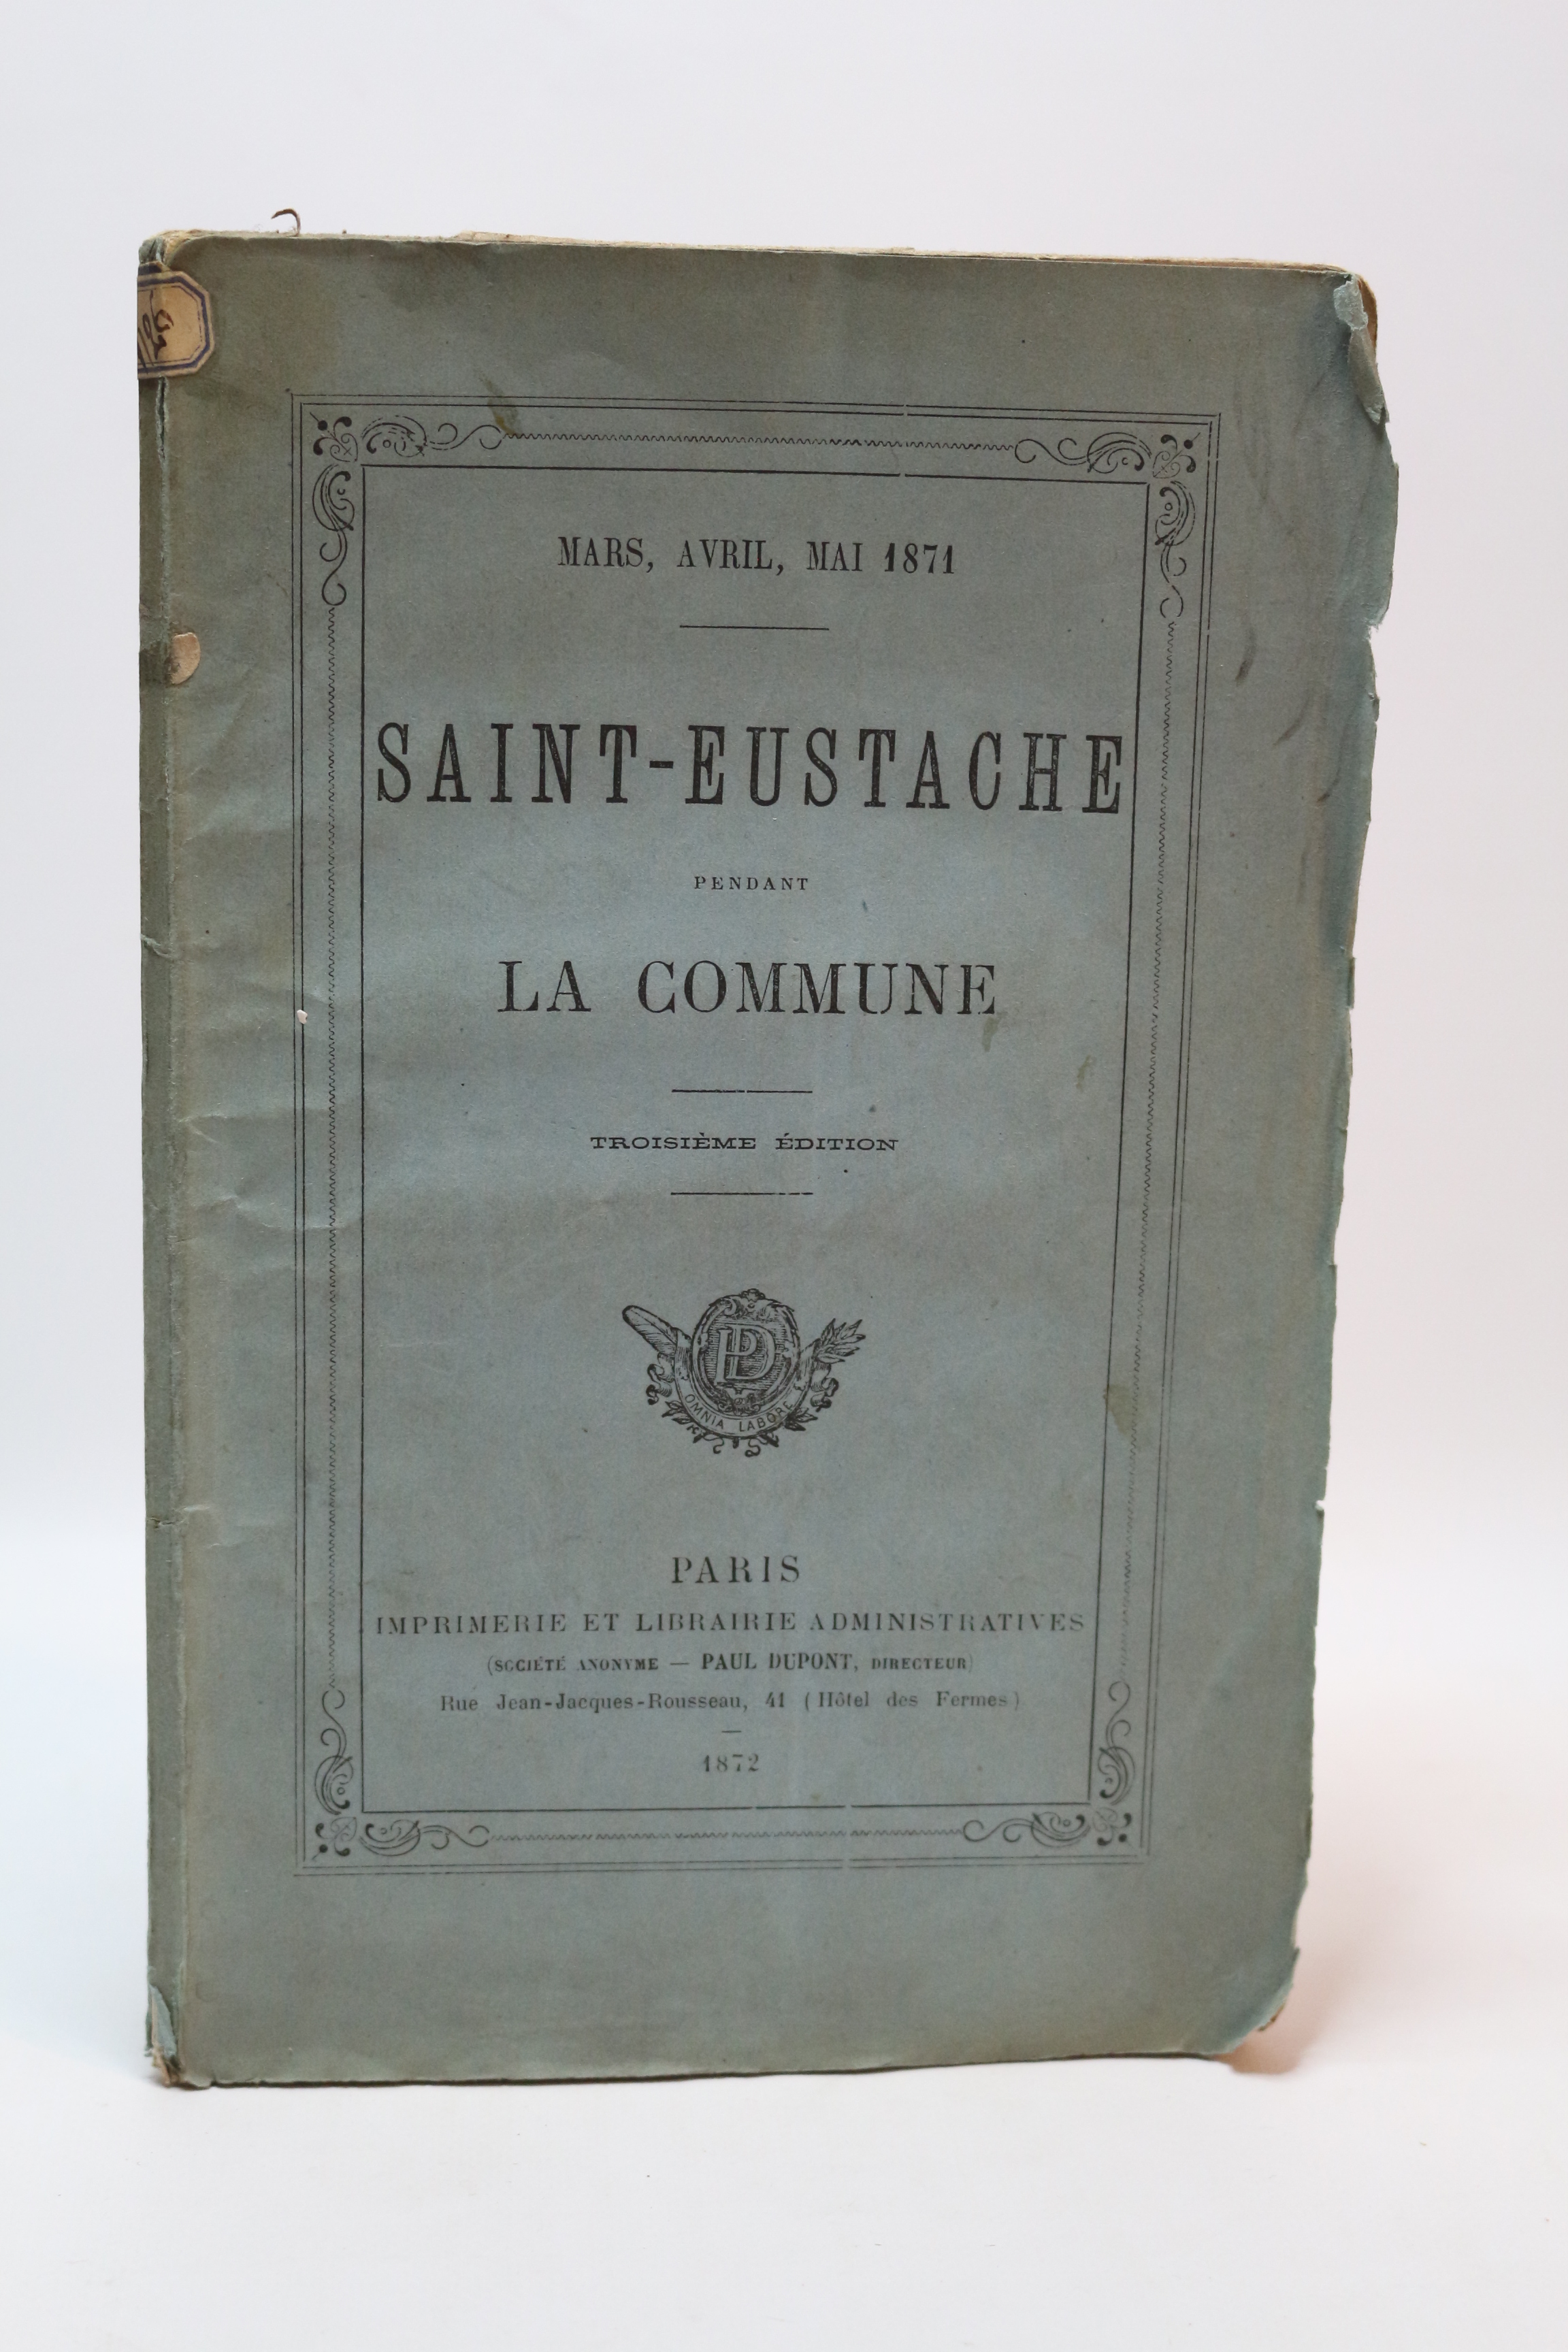 MARS, AVRIL, MAI 1871
SAINT-EUSTACHE
PENDANT
LA COMMUNE
TROISIÈME ÉDITION
PD
OMNIA LABORE
PARIS
IMPRIMERIE ET LIBRAIRIE ADMINISTRATIVES
(SOCIÉTÉ ANONYME — PAUL DUPONT, DIRECTEUR)
Rue Jean-Jacques-Rousseau, 41 (Hôtel des Fermes)
1872